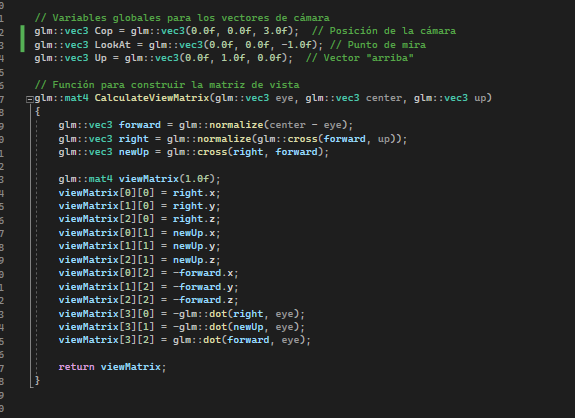 // Variables globales para los vectores de cámara
glm::vec3 Cop = glm::vec3(0.0f, 0.0f, 3.0f);  // Posición de la cámara
glm::vec3 LookAt = glm::vec3(0.0f, 0.0f, -1.0f); // Punto de mira
glm::vec3 Up = glm::vec3(0.0f, 1.0f, 0.0f);  // Vector "arriba"
// Función para construir la matriz de vista
glm::mat4 CalculateViewMatrix(glm::vec3 eye, glm::vec3 center, glm::vec3 up)
{
glm::vec3 forward = glm::normalize(center - eye);
glm::vec3 right = glm::normalize(glm::cross(forward, up));
glm::vec3 newUp = glm::cross(right, forward);
glm::mat4 viewMatrix(1.0f);
viewMatrix[0][0] = right.x;
viewMatrix[1][0] = right.y;
viewMatrix[2][0] = right.z;
viewMatrix[0][1] = newUp.x;
viewMatrix[1][1] = newUp.y;
viewMatrix[2][1] = newUp.z;
viewMatrix[0][2] = -forward.x;
viewMatrix[1][2] = -forward.y;
viewMatrix[2][2] = -forward.z;
viewMatrix[3][0] = -glm::dot(right, eye);
viewMatrix[3][1] = -glm::dot(newUp, eye);
viewMatrix[3][2] = glm::dot(forward, eye);
return viewMatrix;
}